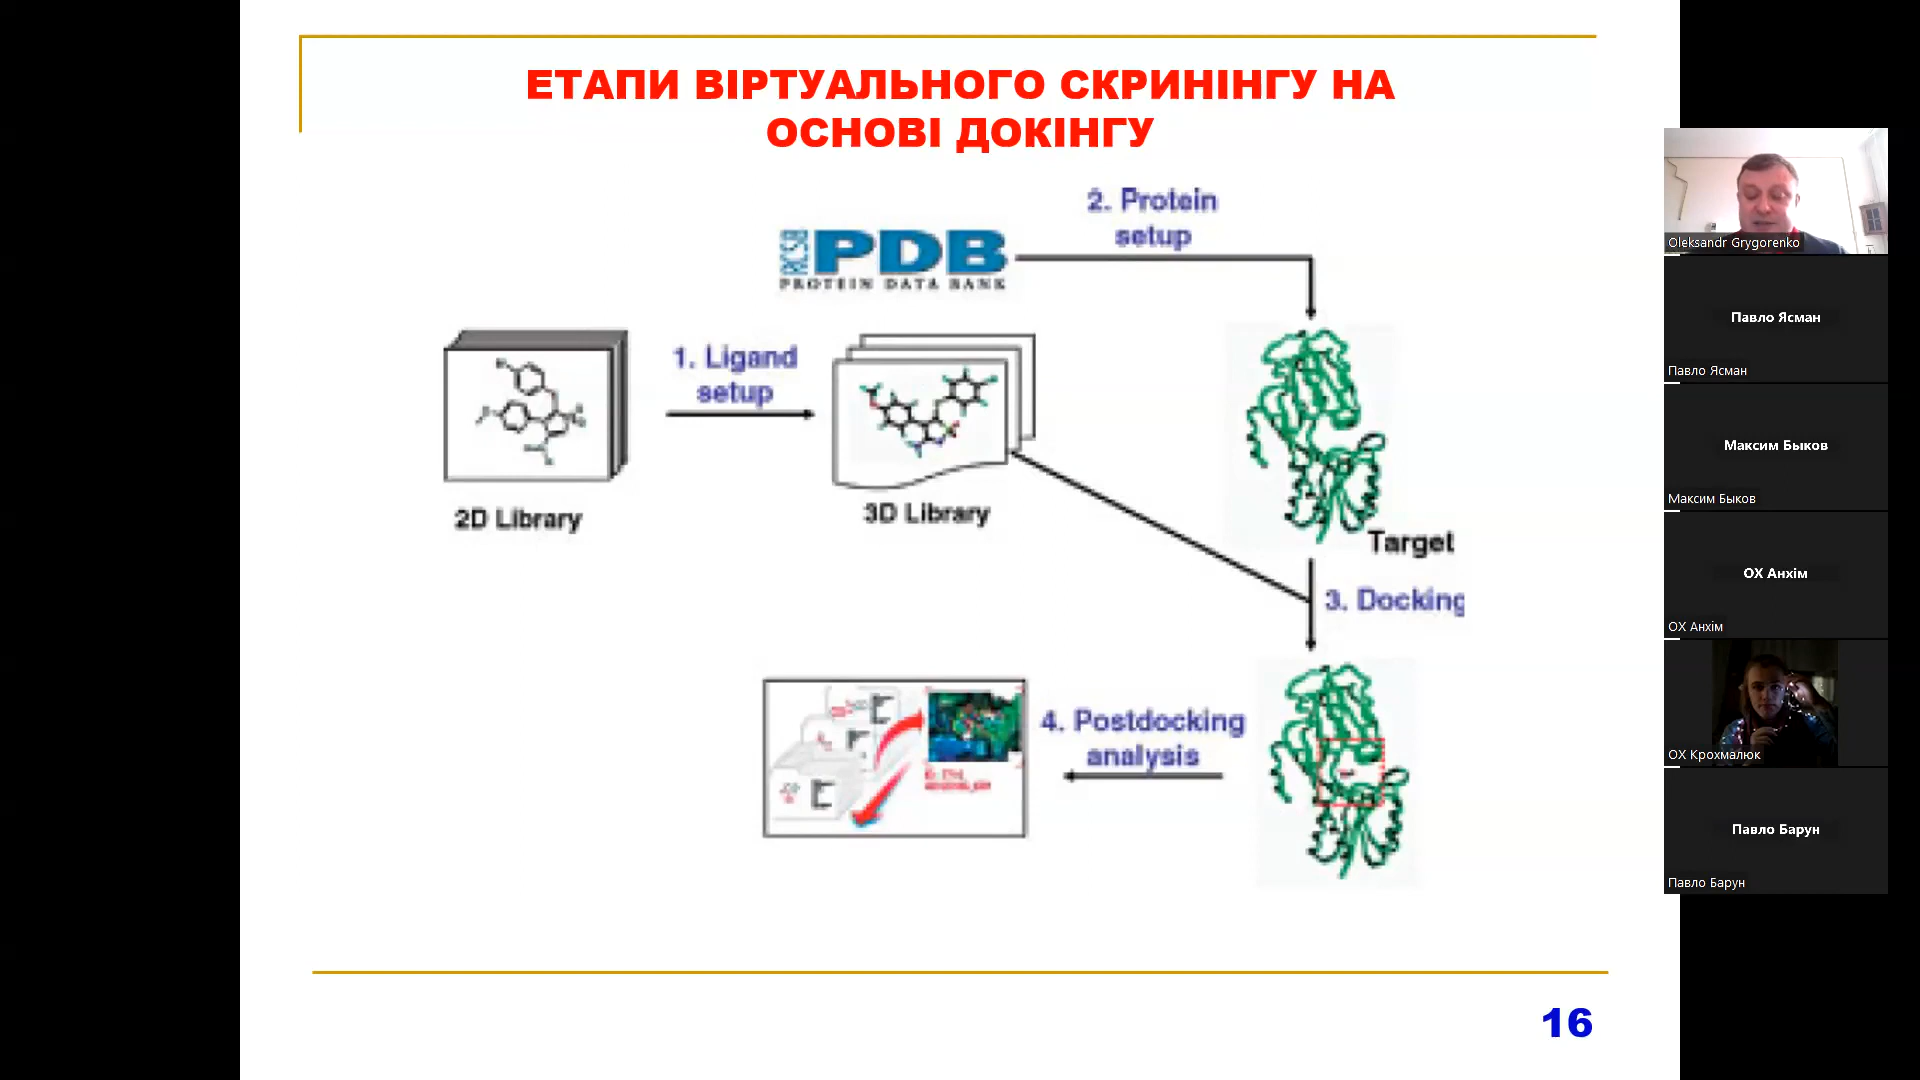 ЕТАПИ ВІРТУАЛЬНОГО СКРИНІНГУ НА
ОСНОВІ ДОКІНГУ
2. Protein
setup
RCSB
PDB
PROTEIN DATA BANK
1. Ligand
setup
2D Library
3D Library
Target
3. Docking
4. Postdocking
analysis
16
Oleksandr Grygorenko
Павло Ясман
Павло Ясман
Максим Быков
Максим Быков
ОХ Анхім
ОХ Анхім
ОХ Крохмалюк
Павло Барун
Павло Барун